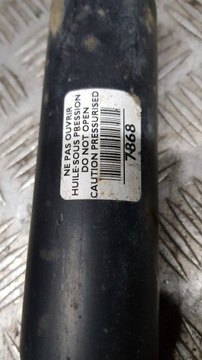 NE PAS OUVRIR
HUILE-SOUS PRESSION
DO NOT OPEN
CAUTION PRESSURISED
7868